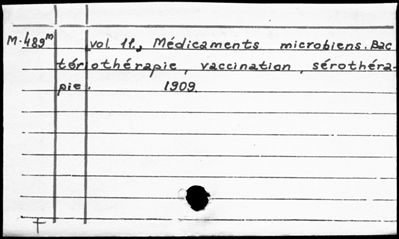 M.489m vol 11., Médicaments microbiens. Bac
tériothérapie, vaccination, sérothéra-
pie. 1909.
T